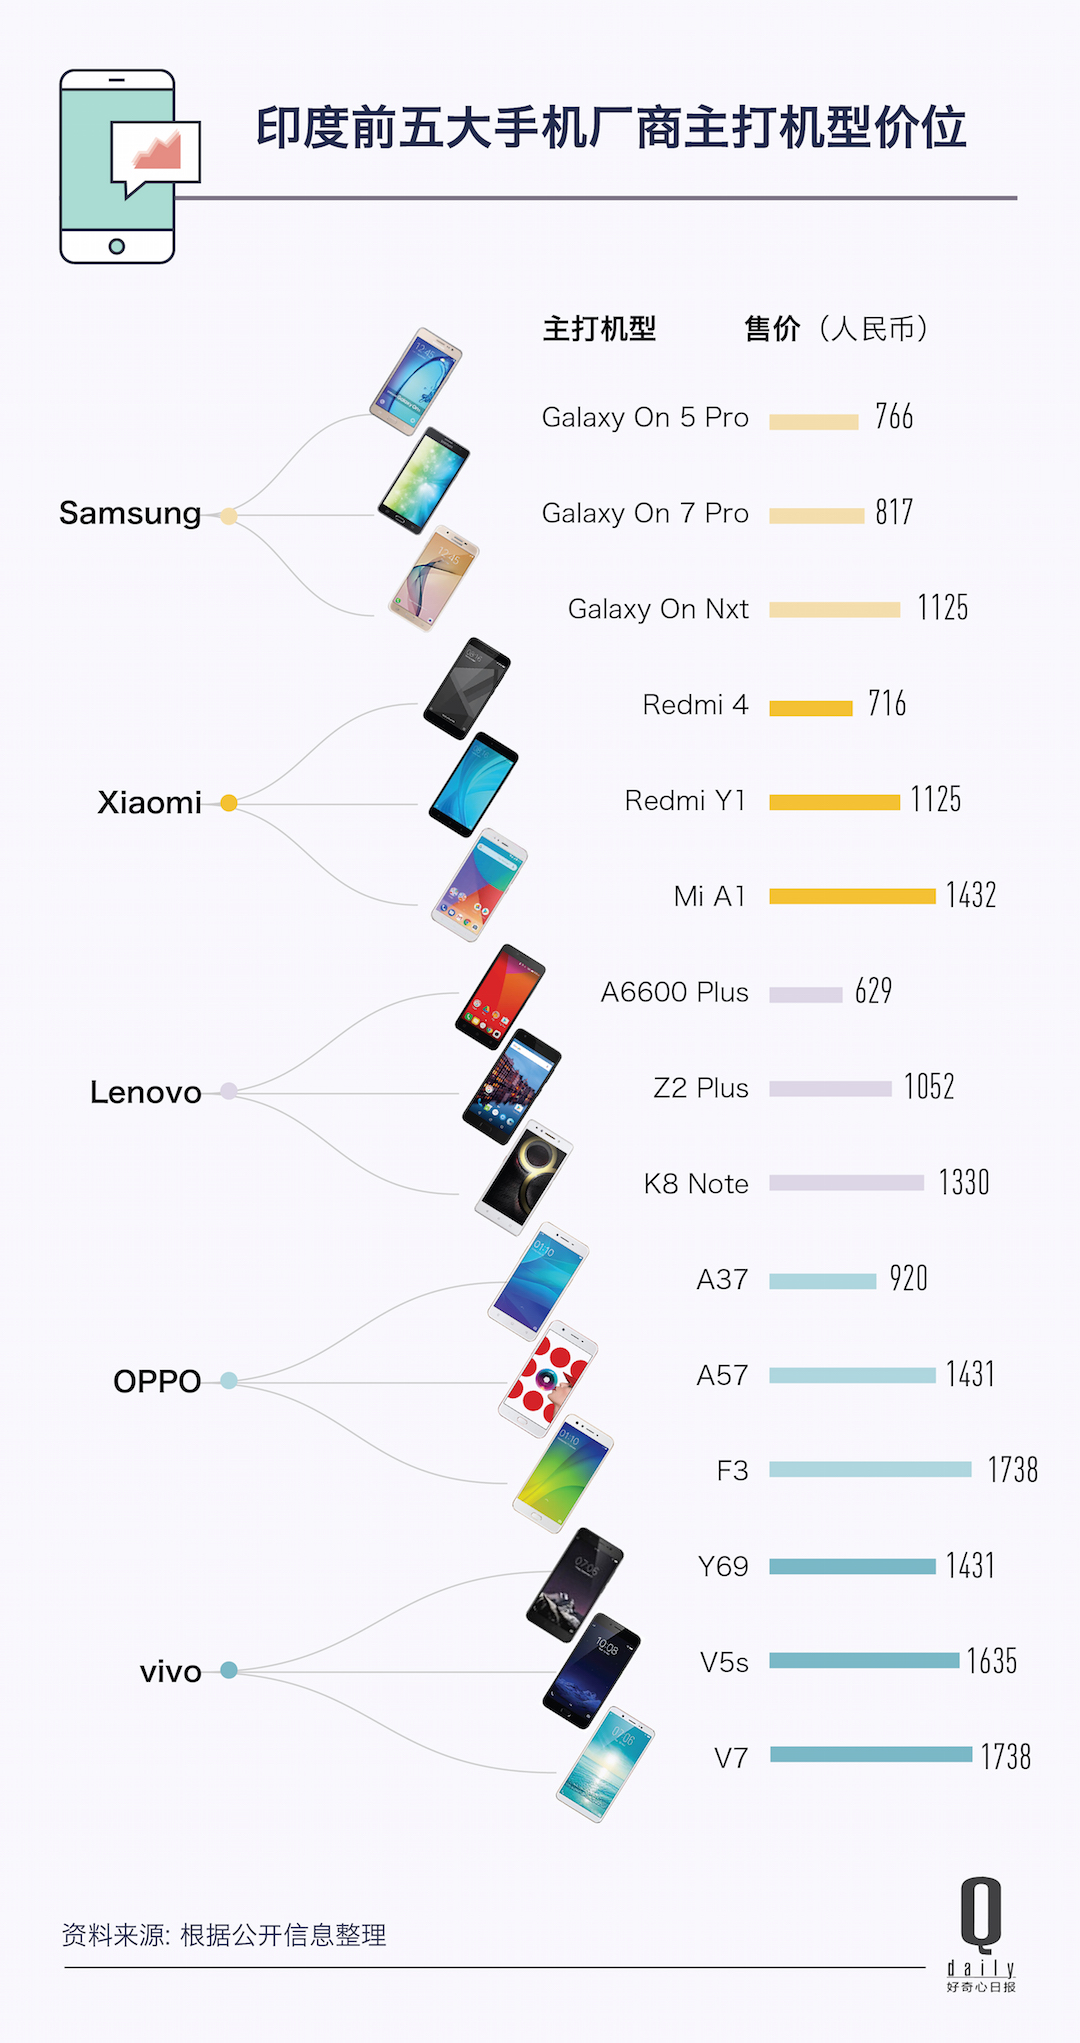 印度前五大手机厂商主打机型价位
主打机型 售价（人民币）
Samsung
Galaxy On 5 Pro 766
Galaxy On 7 Pro 817
Galaxy On Nxt 1125
Xiaomi
Redmi 4 716
Redmi Y1 1125
Mi A1 1432
Lenovo
A6600 Plus 629
Z2 Plus 1052
K8 Note 1330
OPPO
A37 920
A57 1431
F3 1738
vivo
Y69 1431
V5s 1635
V7 1738
资料来源: 根据公开信息整理
Q
daily
好奇心日报